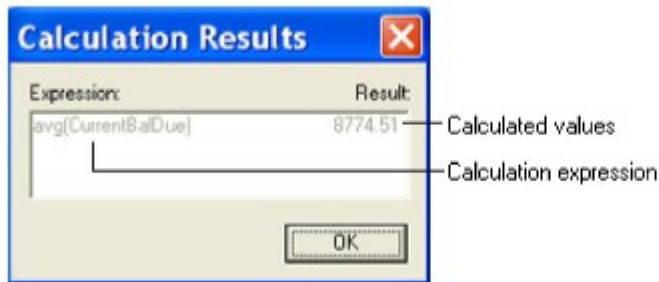 Calculation Results
Expression: Result:
avg(CurrentBalDue) 8774.51
Calculated values
Calculation expression
OK